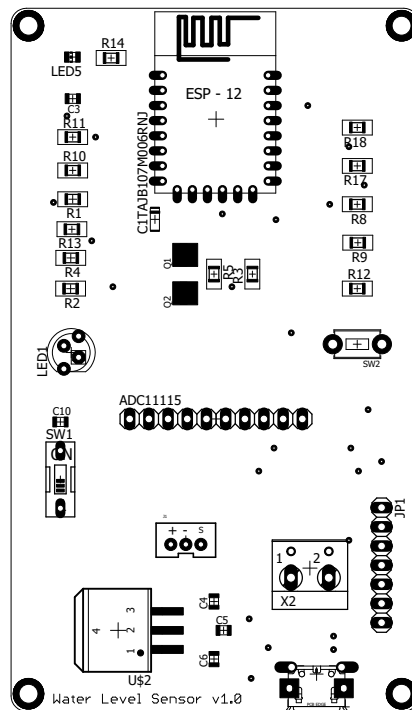 R14
LED5
ESP - 12
C3
R11
R18
R10
R17
C1TAJB107M006RNJ
R1
R8
R13
R4
Q1
R9
R5
R3
R2
Q2
R12
LED1
SW2
ADC11115
C10
SW1
ON
JP1
+ - S
1 2
X2
C4
3
4
2
C5
1
C6
U$2
Water Level Sensor v1.0
PCB EDGE